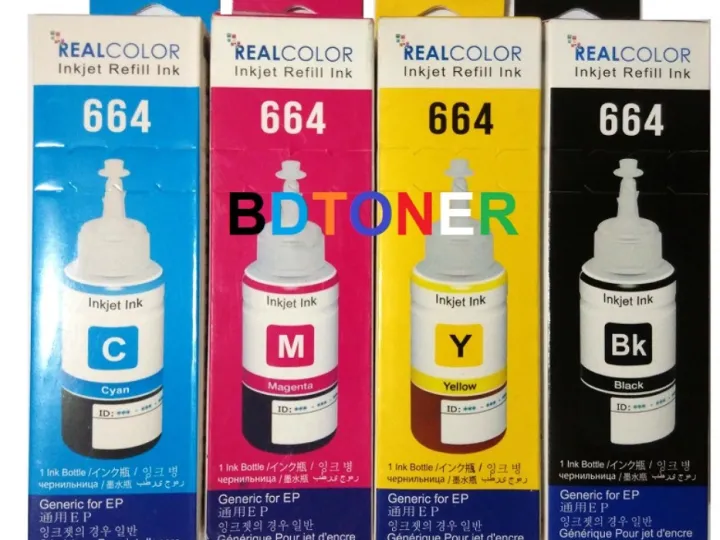 REALCOLOR
Inkjet Refill Ink
664
Inkjet Ink
C
Cyan
ID: *** - *** -
1 Ink Bottle /インク瓶 / 잉크 병
чернильница /墨水瓶 /
Generic for EP
通用EP
잉크젯의 경우 일반
REALCOLOR
Inkjet Refill Ink
664
Inkjet Ink
M
Magenta
ID: *** - *** - ***
1 Ink Bottle /インク瓶 / 잉크 병
чернильница /墨水瓶 /
Generic for EP
通用EP
잉크젯의 경우 일반
Générique Pour jet d'encre
REALCOLOR
Inkjet Refill Ink
664
Inkjet Ink
Y
Yellow
ID: *** - *** - ***
1 Ink Bottle /インク瓶 / 잉크 병
чернильница /墨水瓶 /
Generic for EP
通用EP
잉크젯의 경우 일반
Générique Pour jet d'encre
REALCOLOR
Inkjet Refill Ink
664
Inkjet Ink
Bk
Black
ID: *** - *** - ***
1 Ink Bottle /インク瓶 / 잉크 병
чернильница /墨水瓶 /
Generic for EP
通用EP
잉크젯의 경우 일반
Générique Pour jet d'encre
BDTONER